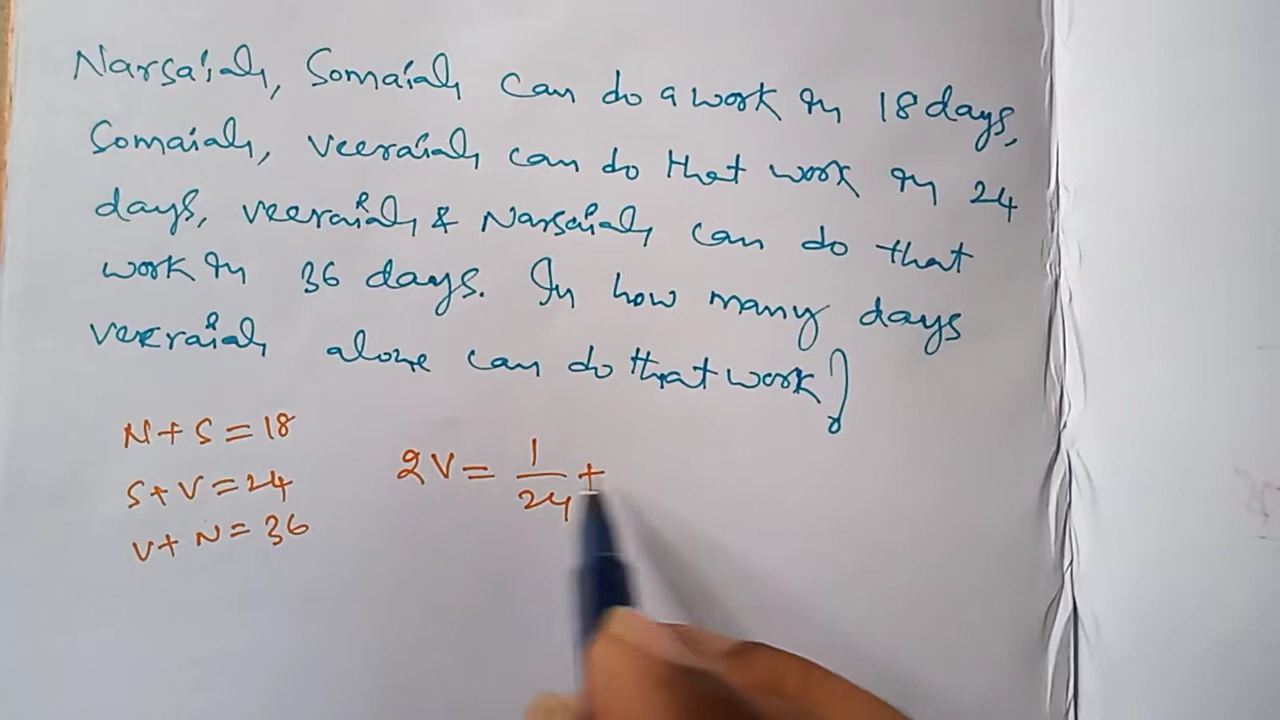 Narsaiah, Somaiah can do a work in 18 days,
Somaiah, veeraiah can do that work in 24
days, veeraiah & Narsaiah can do that
work in 36 days. In how many days
veeraiah alone can do that work?
N+S=18
S+V=24
V+N=36
2V= 1/24 +